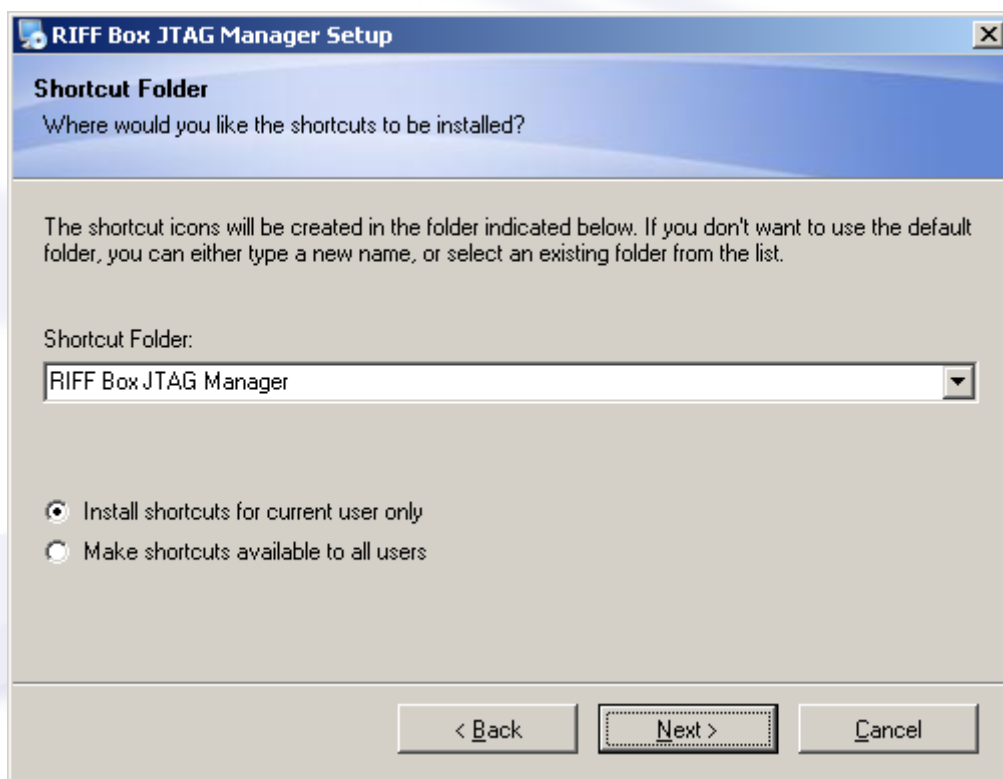 RIFF Box JTAG Manager Setup
Shortcut Folder
Where would you like the shortcuts to be installed?
The shortcut icons will be created in the folder indicated below. If you don't want to use the default
folder, you can either type a new name, or select an existing folder from the list.
Shortcut Folder:
RIFF Box JTAG Manager
Install shortcuts for current user only
Make shortcuts available to all users
< Back
Next >
Cancel